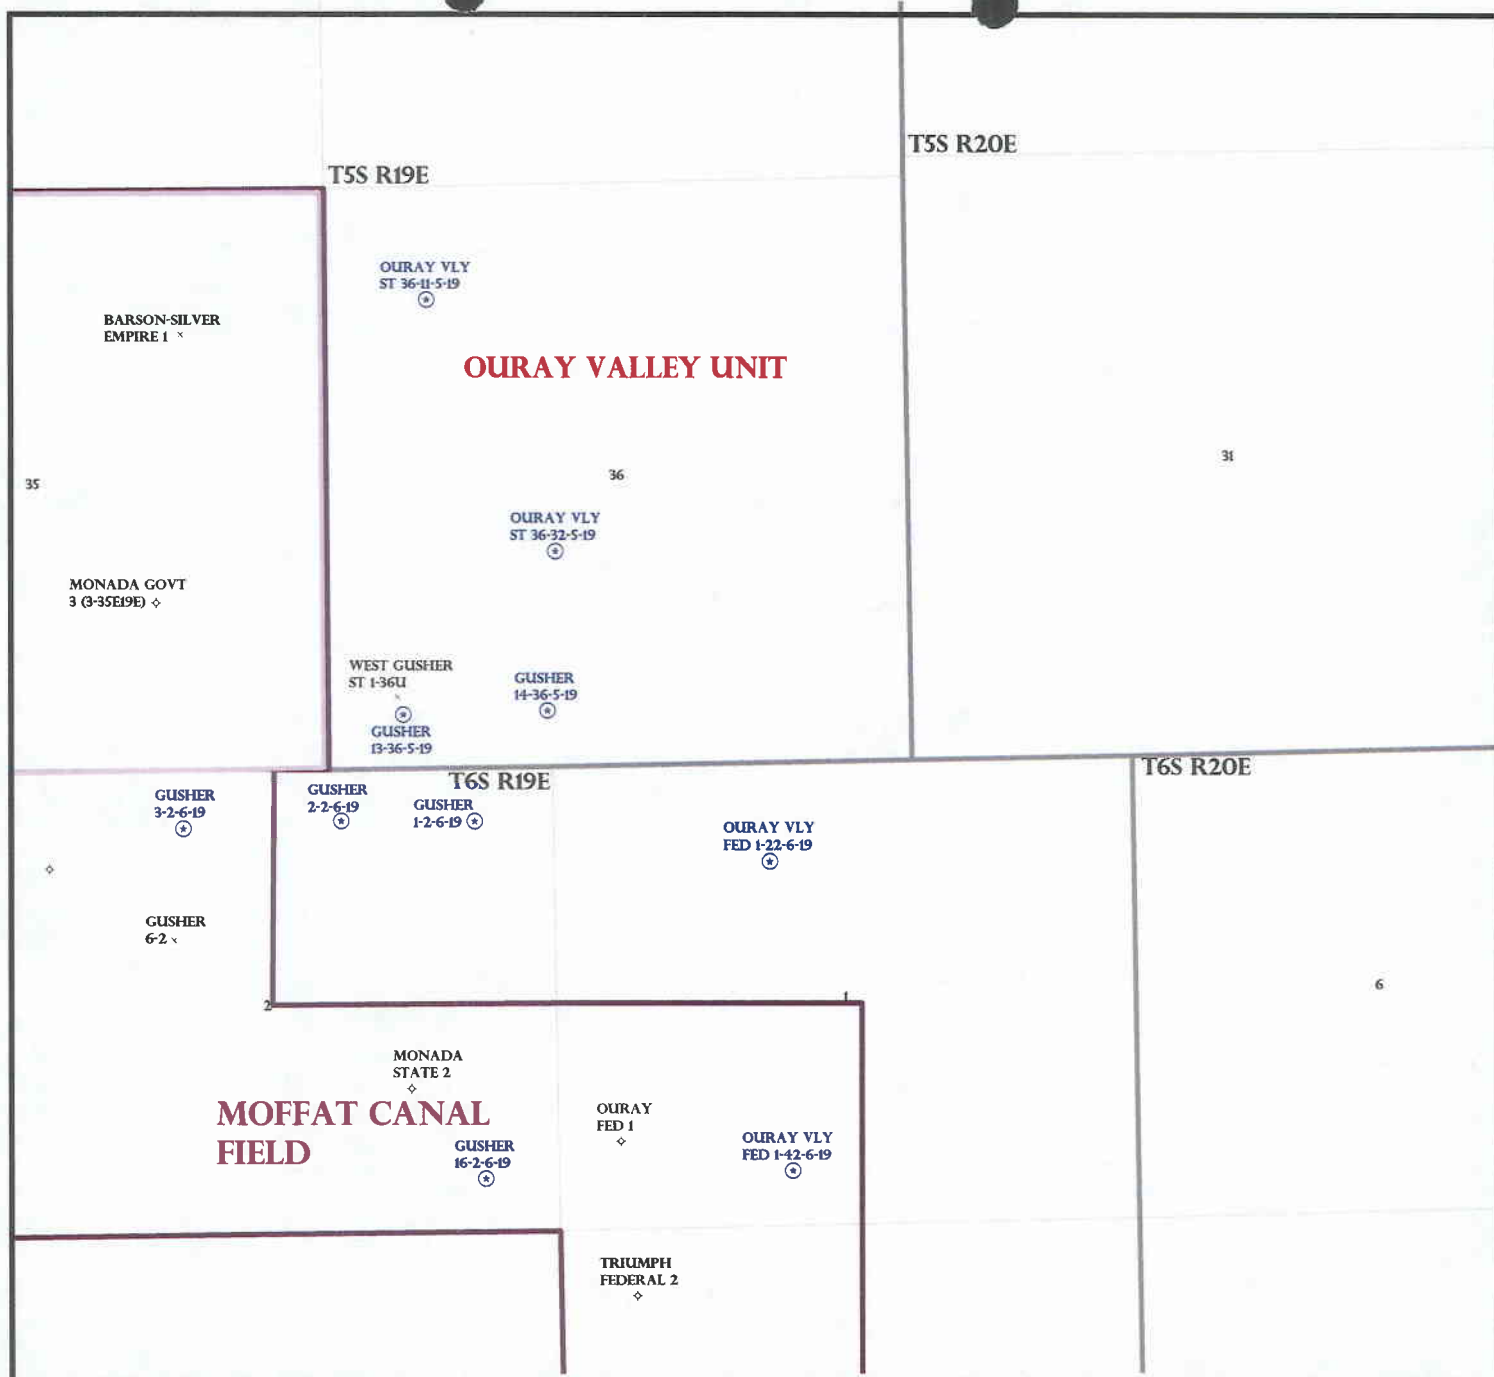 T5S R20E
T5S R19E
OURAY VLY
ST 36-11-5-19
BARSON-SILVER
EMPIRE 1
OURAY VALLEY UNIT
31
36
35
OURAY VLY
ST 36-32-5-19
MONADA GOVT
3 (3-35E19E)
WEST GUSHER
ST 1-36U
GUSHER
14-36-5-19
GUSHER
13-36-5-19
T6S R20E
T6S R19E
GUSHER
3-2-6-19
GUSHER
2-2-6-19
GUSHER
1-2-6-19
OURAY VLY
FED 1-22-6-19
GUSHER
6-2
6
2
1
MONADA
STATE 2
MOFFAT CANAL
FIELD
OURAY
FED 1
GUSHER
16-2-6-19
OURAY VLY
FED 1-42-6-19
TRIUMPH
FEDERAL 2